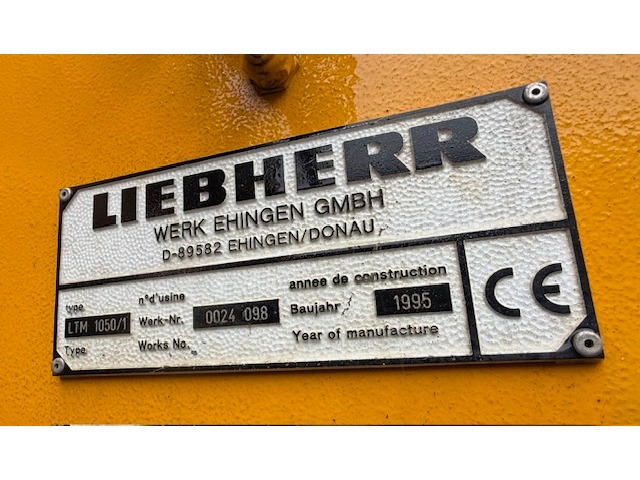 LIEBHERR
WERK EHINGEN GMBH
D-89582 EHINGEN/DONAU
type
LTM 1050/1
Type
n°d'usine
Werk-Nr. 0024 098
Works No.
annee de construction
Baujahr 1995
Year of manufacture
CE